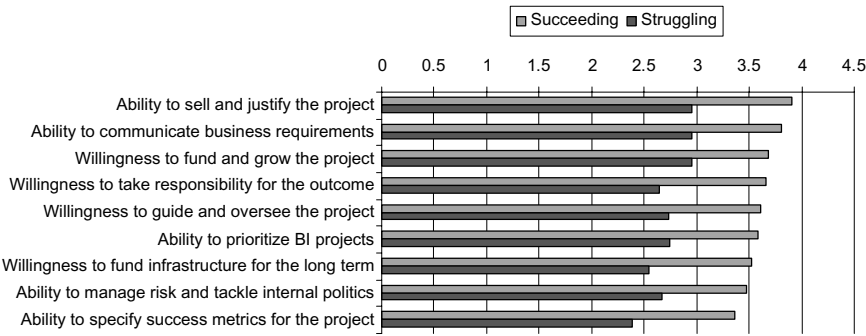 Succeeding Struggling
0 0.5 1 1.5 2 2.5 3 3.5 4 4.5
Ability to sell and justify the project
Ability to communicate business requirements
Willingness to fund and grow the project
Willingness to take responsibility for the outcome
Willingness to guide and oversee the project
Ability to prioritize BI projects
Willingness to fund infrastructure for the long term
Ability to manage risk and tackle internal politics
Ability to specify success metrics for the project